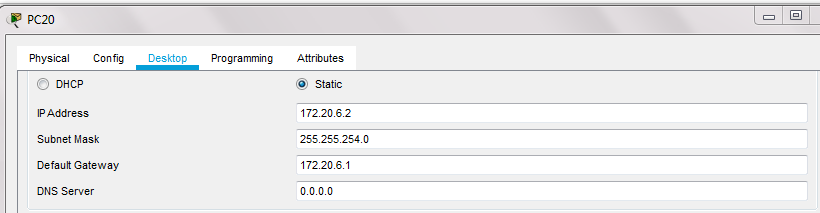 PC20
Physical Config Desktop Programming Attributes
DHCP Static
IP Address 172.20.6.2
Subnet Mask 255.255.254.0
Default Gateway 172.20.6.1
DNS Server 0.0.0.0